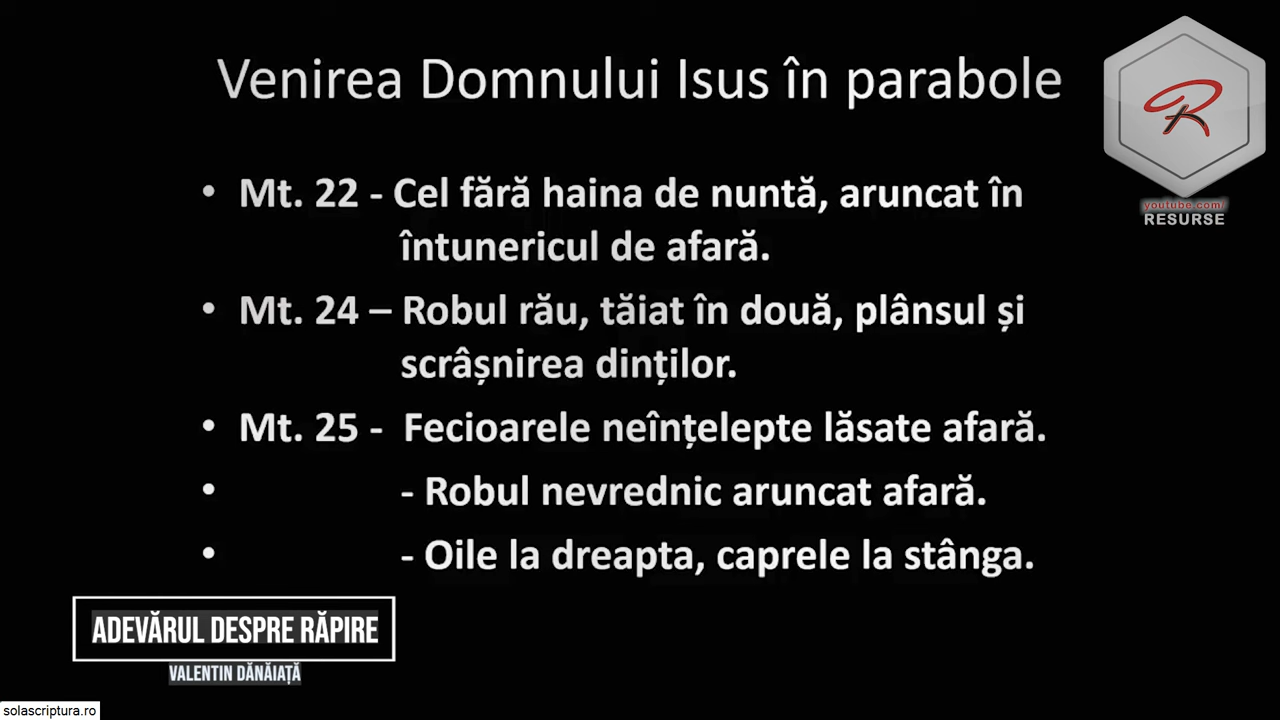 Venirea Domnului Isus în parabole
• Mt. 22 - Cel fără haina de nuntă, aruncat în
întunericul de afară.
• Mt. 24 – Robul rău, tăiat în două, plânsul și
scrâșnirea dinților.
• Mt. 25 - Fecioarele neînțelepte lăsate afară.
• - Robul nevrednic aruncat afară.
• - Oile la dreapta, caprele la stânga.
R
youtube.com/
RESURSE
ADEVĂRUL DESPRE RĂPIRE
VALENTIN DĂNĂIAȚĂ
solascriptura.ro